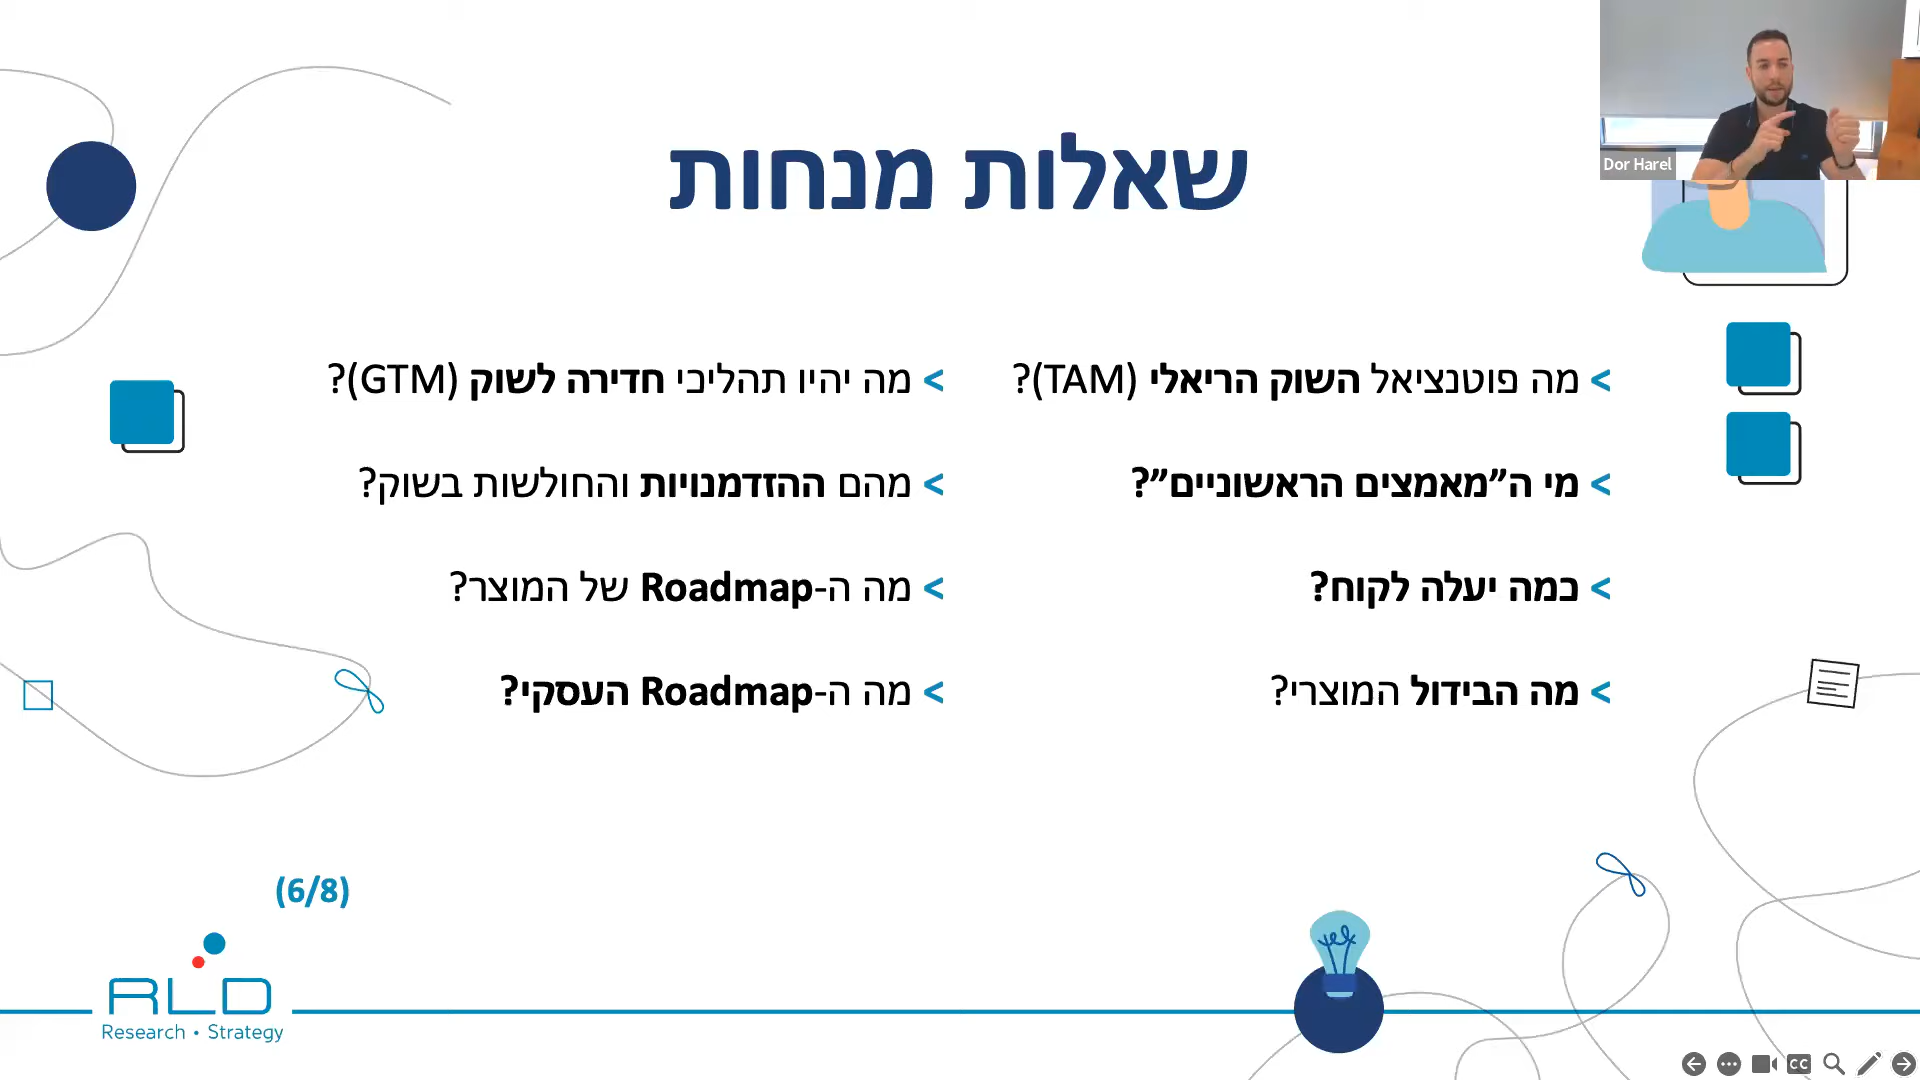 Dor Harel
שאלות מנחות
> מה פוטנציאל השוק הריאלי (TAM)?
> מי ה"מאמצים הראשוניים"?
> כמה יעלה לקוח?
> מה הבידול המוצרי?
> מה יהיו תהליכי חדירה לשוק (GTM)?
> מהם ההזדמנויות והחולשות בשוק?
> מה ה-Roadmap של המוצר?
> מה ה-Roadmap העסקי?
(6/8)
RLD
Research • Strategy
CC